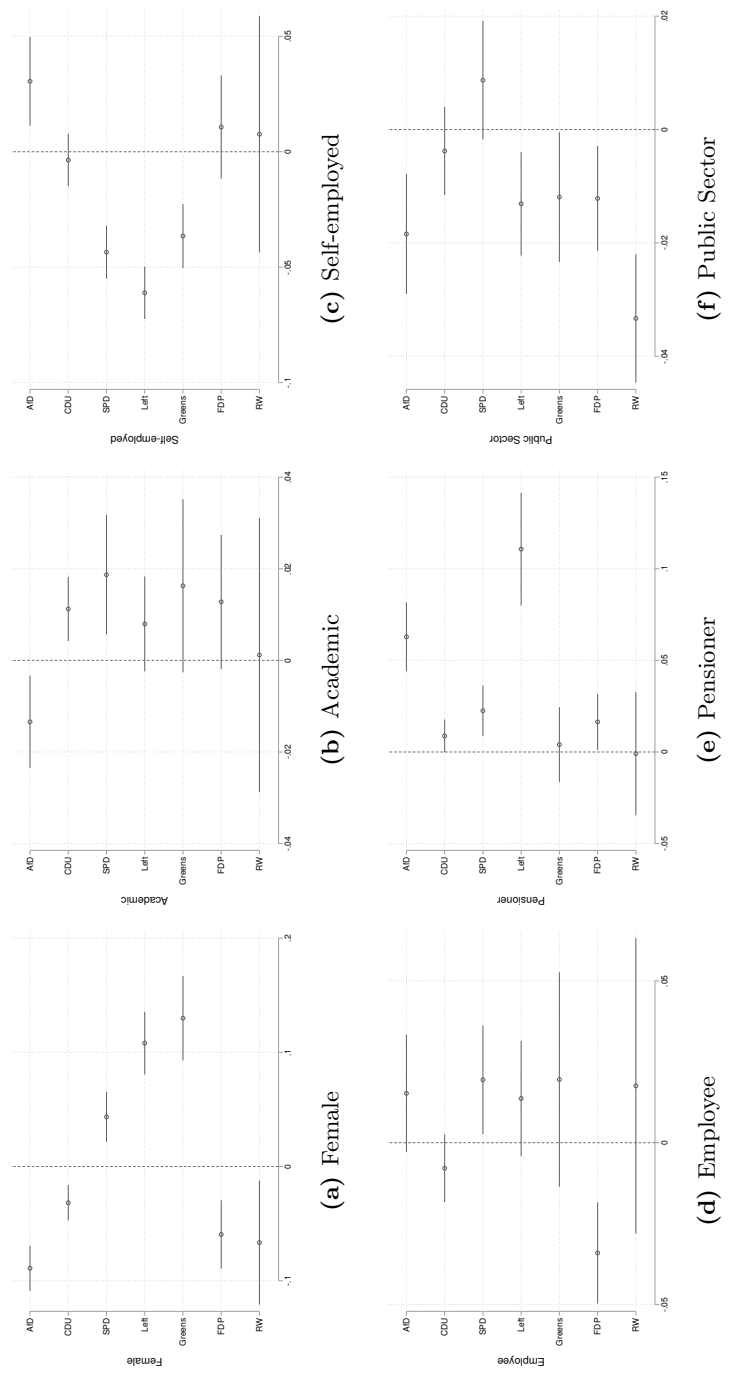 Female
AfD
CDU
SPD
Left
Greens
FDP
RW
-.1 0 .1 .2
(a) Female
Academic
AfD
CDU
SPD
Left
Greens
FDP
RW
-.04 -.02 0 .02 .04
(b) Academic
Self-employed
AfD
CDU
SPD
Left
Greens
FDP
RW
-.1 -.05 0 .05
(c) Self-employed
Employee
AfD
CDU
SPD
Left
Greens
FDP
RW
-.05 0 .05
(d) Employee
Pensioner
AfD
CDU
SPD
Left
Greens
FDP
RW
-.05 0 .05 .1 .15
(e) Pensioner
Public Sector
AfD
CDU
SPD
Left
Greens
FDP
RW
-.04 -.02 0 .02
(f) Public Sector